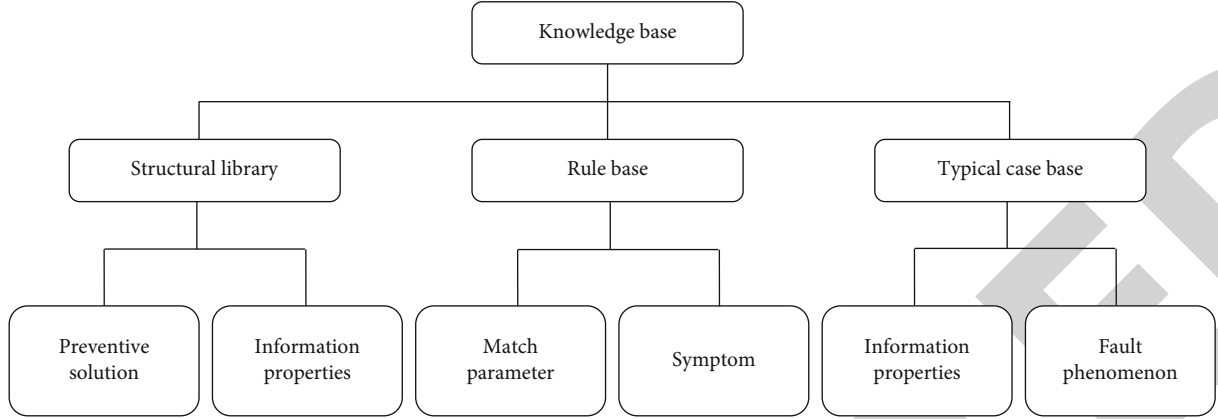 Knowledge base
Structural library
Rule base
Typical case base
Preventive
solution
Information
properties
Match
parameter
Symptom
Information
properties
Fault
phenomenon